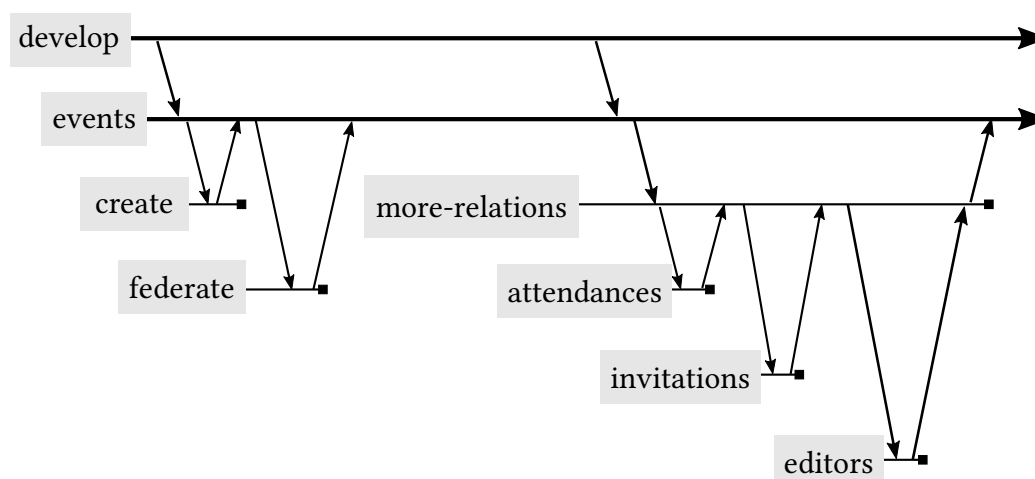 develop
events
create
more-relations
federate
attendances
invitations
editors